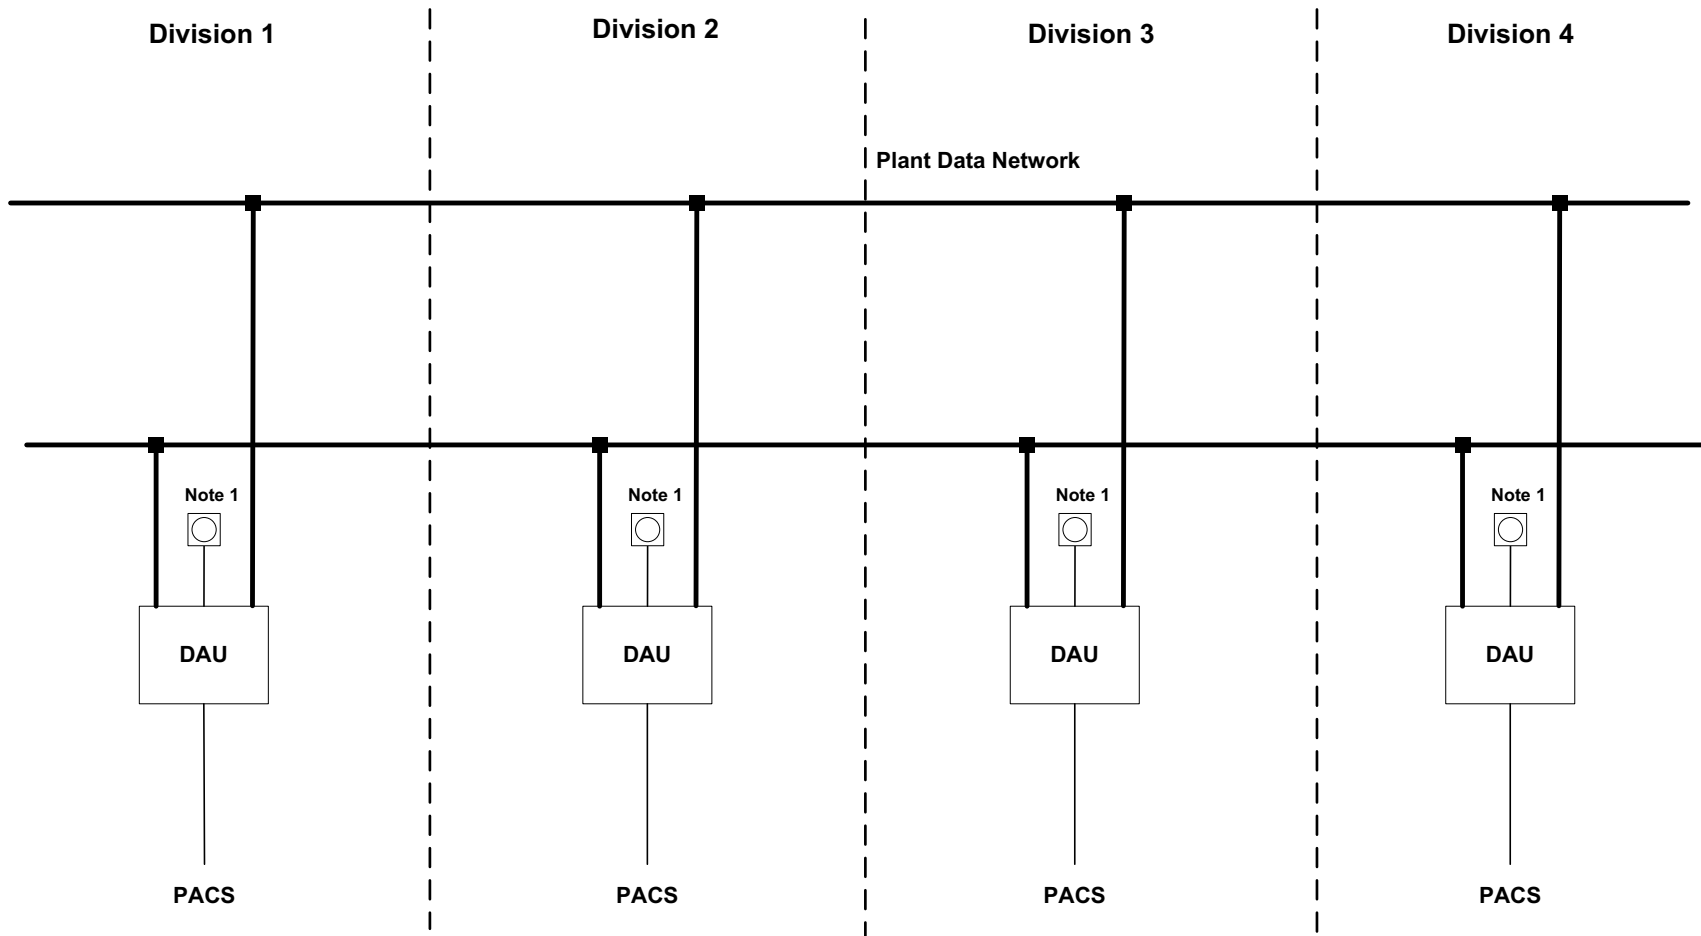 Division 1
Division 2
Division 3
Division 4
Plant Data Network
Note 1
Note 1
Note 1
Note 1
DAU
DAU
DAU
DAU
PACS
PACS
PACS
PACS